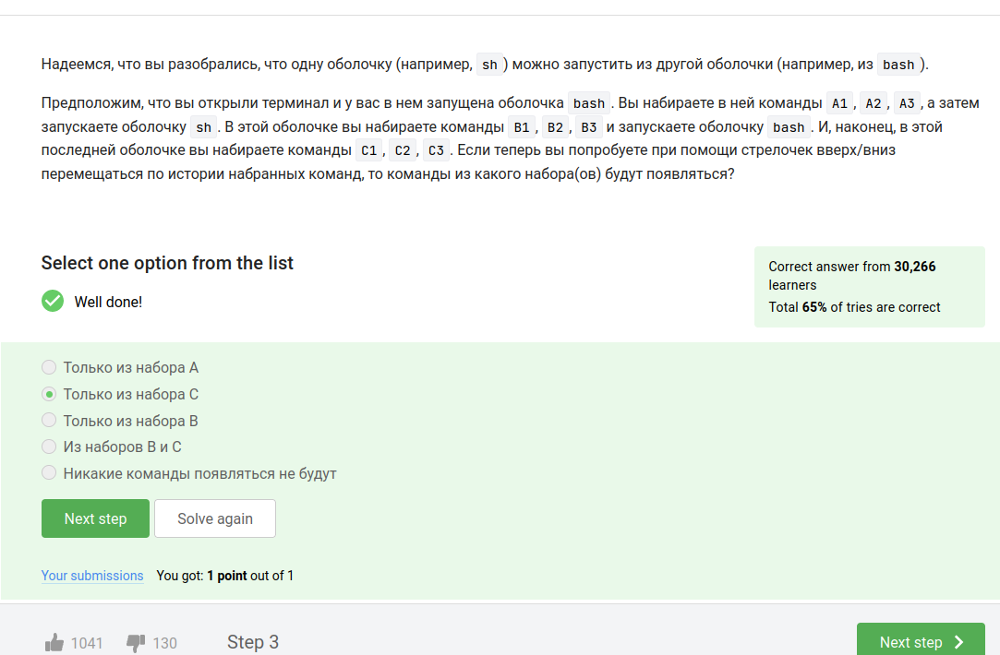 Надеемся, что вы разобрались, что одну оболочку (например, sh ) можно запустить из другой оболочки (например, из bash ).
Предположим, что вы открыли терминал и у вас в нем запущена оболочка bash . Вы набираете в ней команды A1 , A2 , A3 , а затем
запускаете оболочку sh . В этой оболочке вы набираете команды B1 , B2 , B3 и запускаете оболочку bash . И, наконец, в этой
последней оболочке вы набираете команды C1 , C2 , C3 . Если теперь вы попробуете при помощи стрелочек вверх/вниз
перемещаться по истории набранных команд, то команды из какого набора(ов) будут появляться?
Select one option from the list
Well done!
Correct answer from 30,266
learners
Total 65% of tries are correct
Только из набора A
Только из набора C
Только из набора B
Из наборов B и C
Никакие команды появляться не будут
Next step
Solve again
Your submissions You got: 1 point out of 1
1041
130
Step 3
Next step